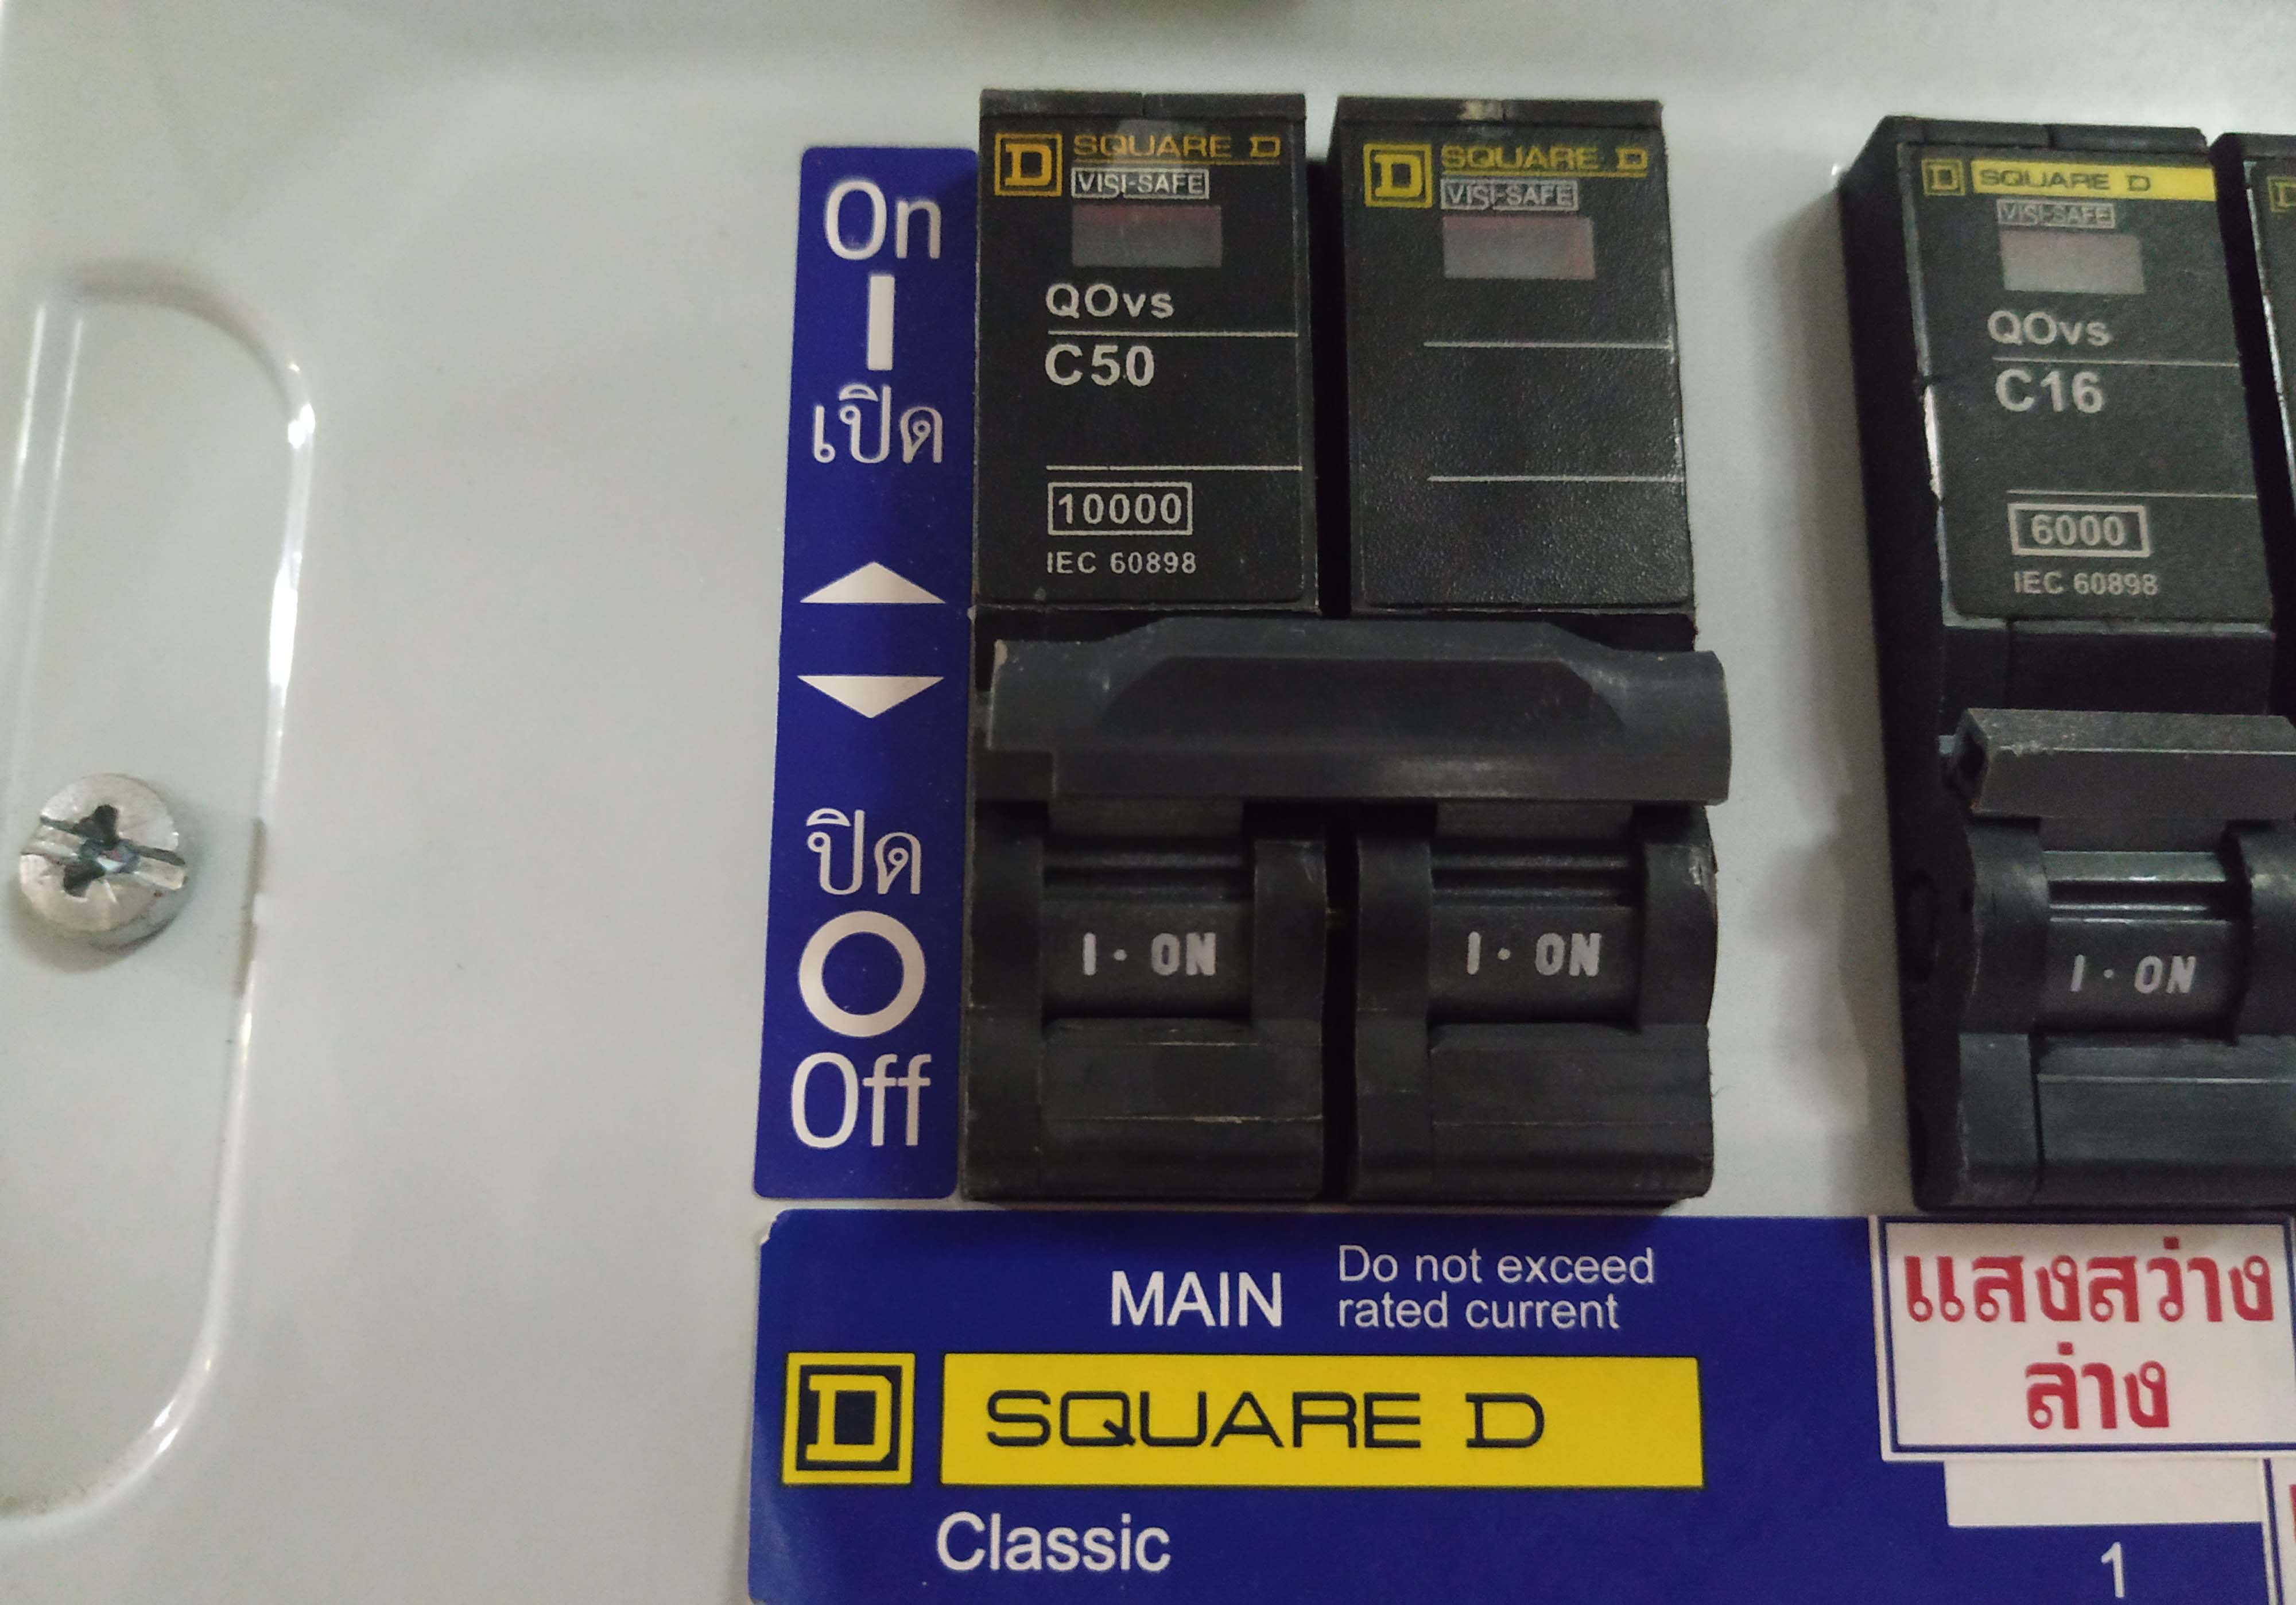 On
เปิด
ปิด
Off
D SQUARE D
VISI-SAFE
QOvs
C50
10000
IEC 60898
I · ON
D SQUARE D
VISI-SAFE
I · ON
D SQUARE D
VISI-SAFE
QOvs
C16
6000
IEC 60898
I · ON
MAIN
Do not exceed
rated current
D SQUARE D
Classic
แสงสว่าง
ล่าง
1